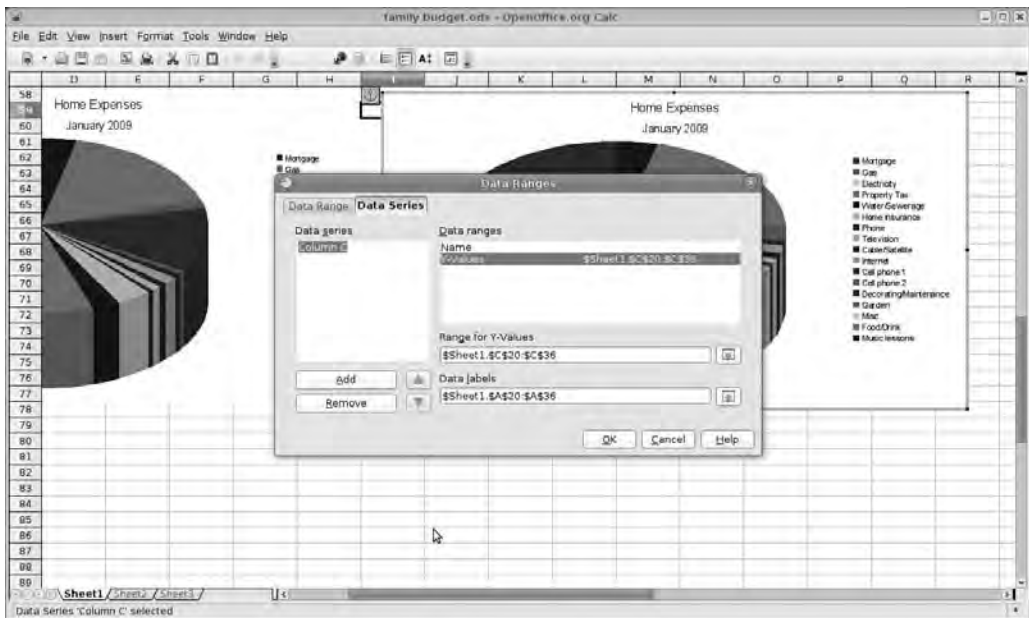 family budget.ods - OpenOffice.org Calc
File Edit View Insert Format Tools Window Help
D E F G H I J K L M N O P Q R
58
59
60
61
62
63
64
65
66
67
68
69
70
71
72
73
74
75
76
77
78
79
80
81
82
83
84
85
86
87
88
89
Home Expenses
January 2009
Mortgage
Gas
Home Expenses
January 2009
Mortgage
Gas
Electricity
Property Tax
Water/Sewerage
Home Insurance
Phone
Television
Cable/Satellite
Internet
Cell phone 1
Cell phone 2
Decorating/Maintenance
Garden
Misc
Food/Drink
Music lessons
Data Ranges
Data Range Data Series
Data series
Column C
Add
Remove
Data ranges
Name
Y-Values $Sheet1.$C$20:$C$36
Range for Y-Values
$Sheet1.$C$20:$C$36
Data labels
$Sheet1.$A$20:$A$36
OK Cancel Help
Sheet1 Sheet2 Sheet3
Data Series 'Column C' selected